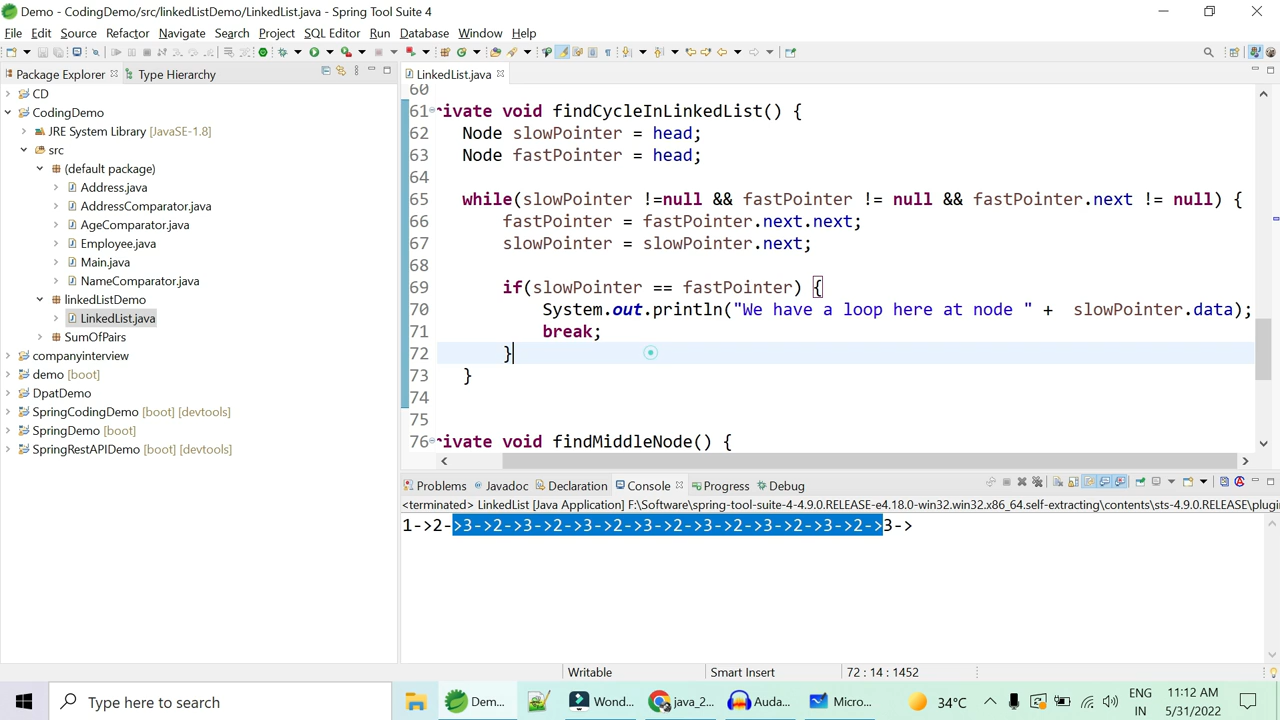 Demo - CodingDemo/src/linkedListDemo/LinkedList.java - Spring Tool Suite 4
File Edit Source Refactor Navigate Search Project SQL Editor Run Database Window Help
Package Explorer Type Hierarchy
CD
CodingDemo
JRE System Library [JavaSE-1.8]
src
(default package)
Address.java
AddressComparator.java
AgeComparator.java
Employee.java
Main.java
NameComparator.java
linkedListDemo
LinkedList.java
SumOfPairs
companyinterview
demo [boot]
DpatDemo
SpringCodingDemo [boot] [devtools]
SpringDemo [boot]
SpringRestAPIDemo [boot] [devtools]
LinkedList.java
60
61 rivate void findCycleInLinkedList() {
62 Node slowPointer = head;
63 Node fastPointer = head;
64
65 while(slowPointer !=null && fastPointer != null && fastPointer.next != null) {
66 fastPointer = fastPointer.next.next;
67 slowPointer = slowPointer.next;
68
69 if(slowPointer == fastPointer) {
70 System.out.println("We have a loop here at node " + slowPointer.data);
71 break;
72 }
73 }
74
75
76 rivate void findMiddleNode() {
Problems Javadoc Declaration Console Progress Debug
<terminated> LinkedList [Java Application] F:\Software\spring-tool-suite-4-4.9.0.RELEASE-e4.18.0-win32.win32.x86_64.self-extracting\contents\sts-4.9.0.RELEASE\plugin
1->2->3->2->3->2->3->2->3->2->3->2->3->2->3->2->3->
Writable Smart Insert 72 : 14 : 1452
Type here to search
Dem... Wond... java_2... Auda... Micro... 34°C ENG IN 11:12 AM 5/31/2022